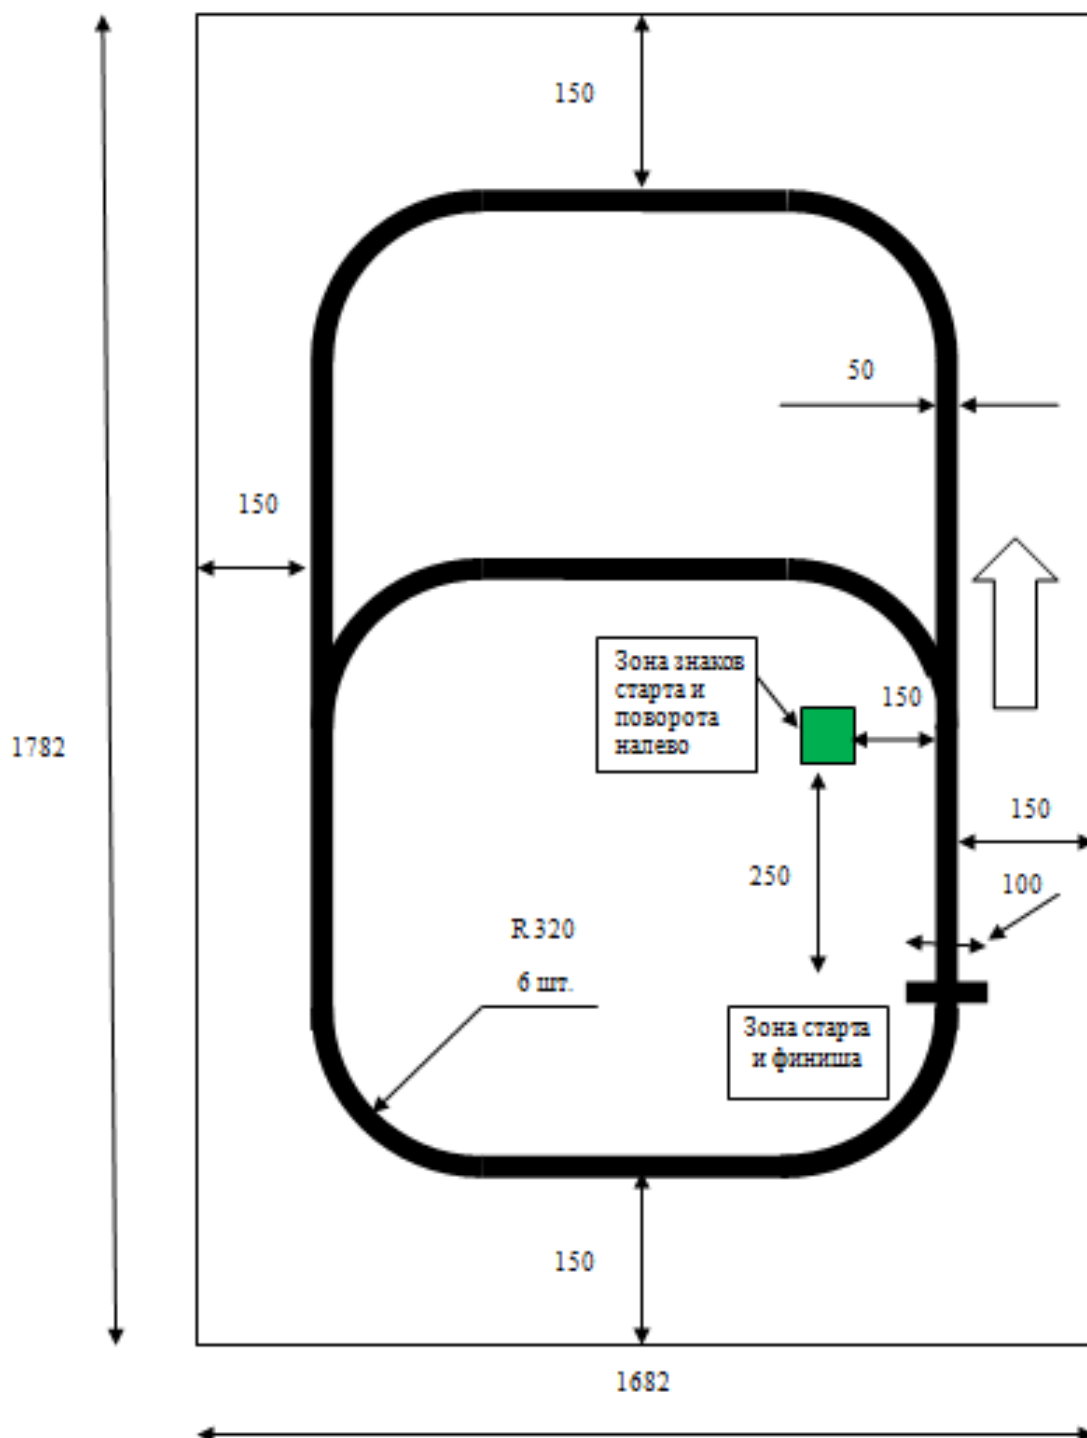 150
50
150
Зона знаков
старта и
поворота
налево
150
1782
150
250
100
R 320
6 шт.
Зона старта
и финиша
150
1682